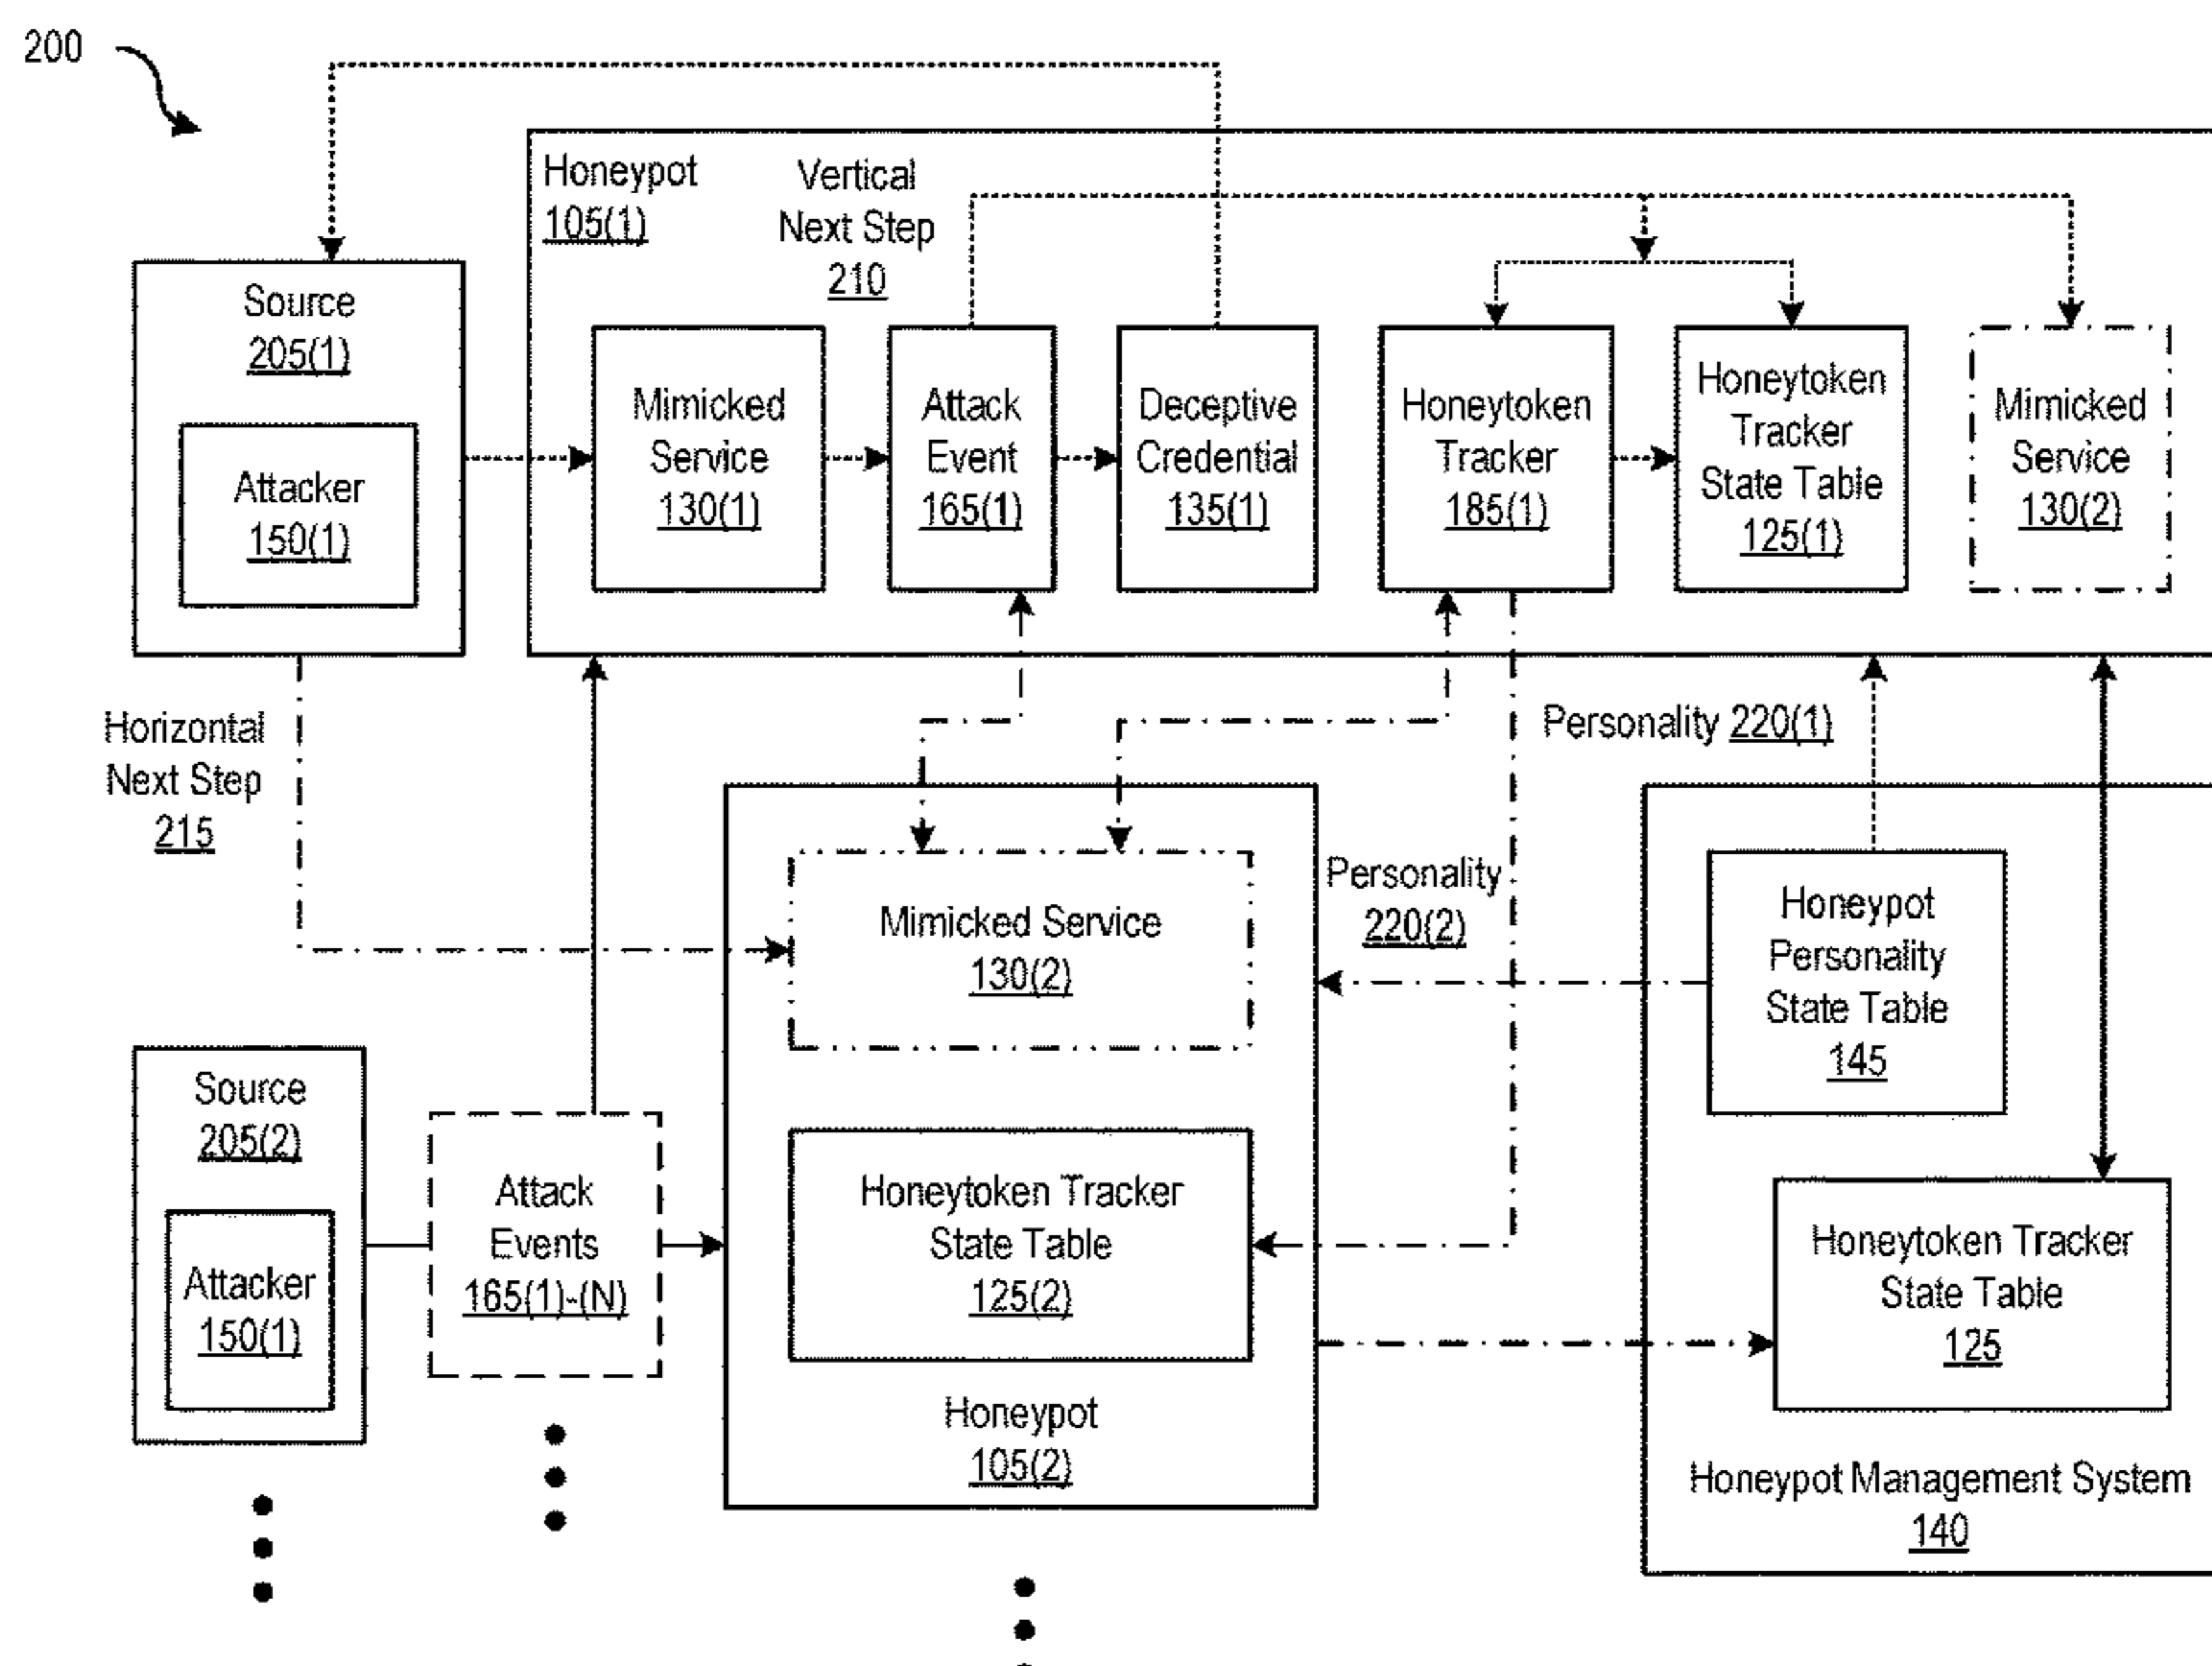 200
Honeypot
105(1)
Vertical
Next Step
210
Source
205(1)
Attacker
150(1)
Mimicked
Service
130(1)
Attack
Event
165(1)
Deceptive
Credential
135(1)
Honeytoken
Tracker
185(1)
Honeytoken
Tracker
State Table
125(1)
Mimicked
Service
130(2)
Horizontal
Next Step
215
Personality 220(1)
Mimicked Service
130(2)
Personality
220(2)
Honeypot
Personality
State Table
145
Source
205(2)
Attacker
150(1)
Attack
Events
165(1)-(N)
Honeytoken Tracker
State Table
125(2)
Honeypot
105(2)
Honeytoken Tracker
State Table
125
Honeypot Management System
140